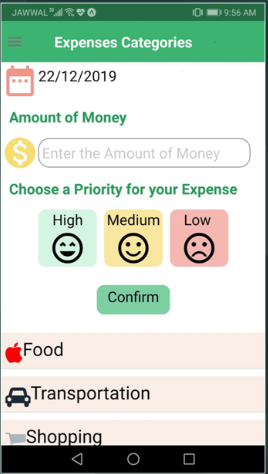 JAWWAL 3G 9:56 AM
Expenses Categories
22/12/2019
Amount of Money
Enter the Amount of Money
Choose a Priority for your Expense
High Medium Low
Confirm
Food
Transportation
Shopping